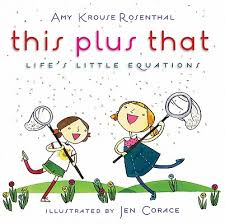 AMY KROUSE ROSENTHAL
this plus that
LIFE'S LITTLE EQUATIONS
ILLUSTRATED BY JEN CORACE